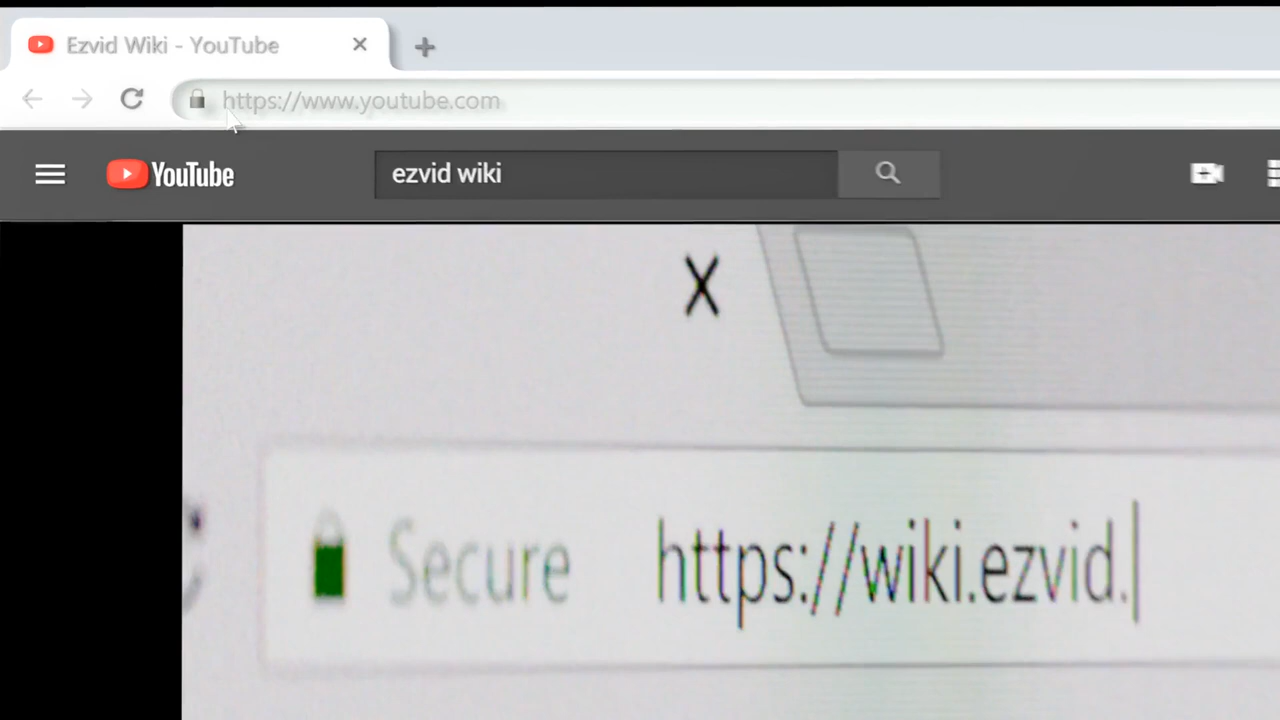 Ezvid Wiki - YouTube
https://www.youtube.com
YouTube
ezvid wiki
X
Secure https://wiki.ezvid.